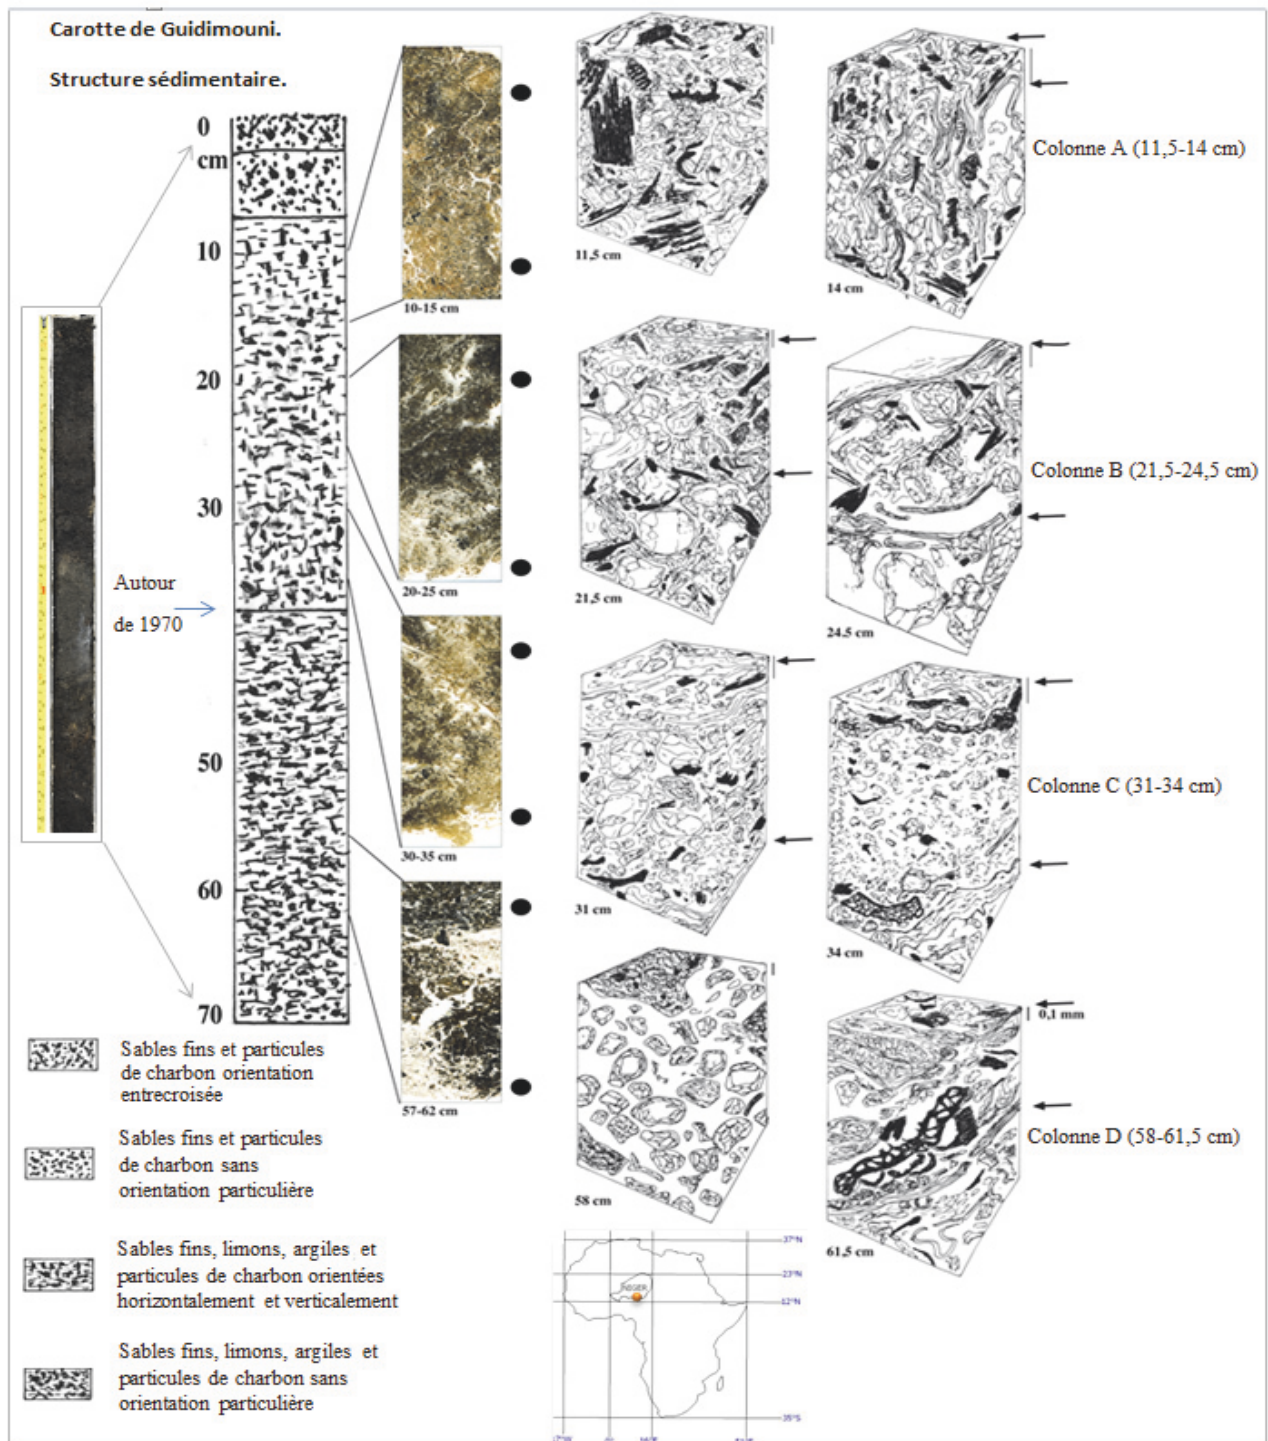 Carotte de Guidimouni.
Structure sédimentaire.
0
cm
10
20
30
Autour
de 1970
50
60
70
10-15 cm
20-25 cm
30-35 cm
57-62 cm
11,5 cm
14 cm
Colonne A (11,5-14 cm)
21,5 cm
24.5 cm
Colonne B (21,5-24,5 cm)
31 cm
34 cm
Colonne C (31-34 cm)
58 cm
0,1 mm
61,5 cm
Colonne D (58-61,5 cm)
Sables fins et particules
de charbon orientation
entrecroisée
Sables fins et particules
de charbon sans
orientation particulière
Sables fins, limons, argiles et
particules de charbon orientées
horizontalement et verticalement
Sables fins, limons, argiles et
particules de charbon sans
orientation particulière
37°N
23°N
NIGER
12°N
35°S